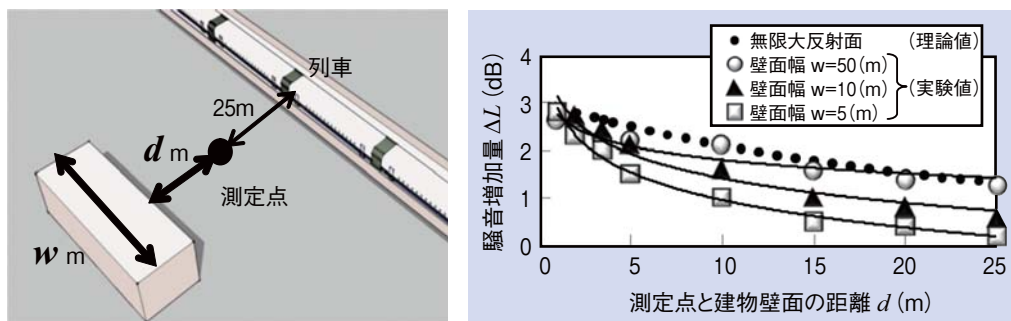 列車
25m
d m
測定点
w m
無限大反射面 (理論値)
壁面幅 w=50(m)
壁面幅 w=10(m) (実験値)
壁面幅 w=5(m)
騒音増加量 ΔL (dB)
4
3
2
1
0
0 5 10 15 20 25
測定点と建物壁面の距離 d (m)